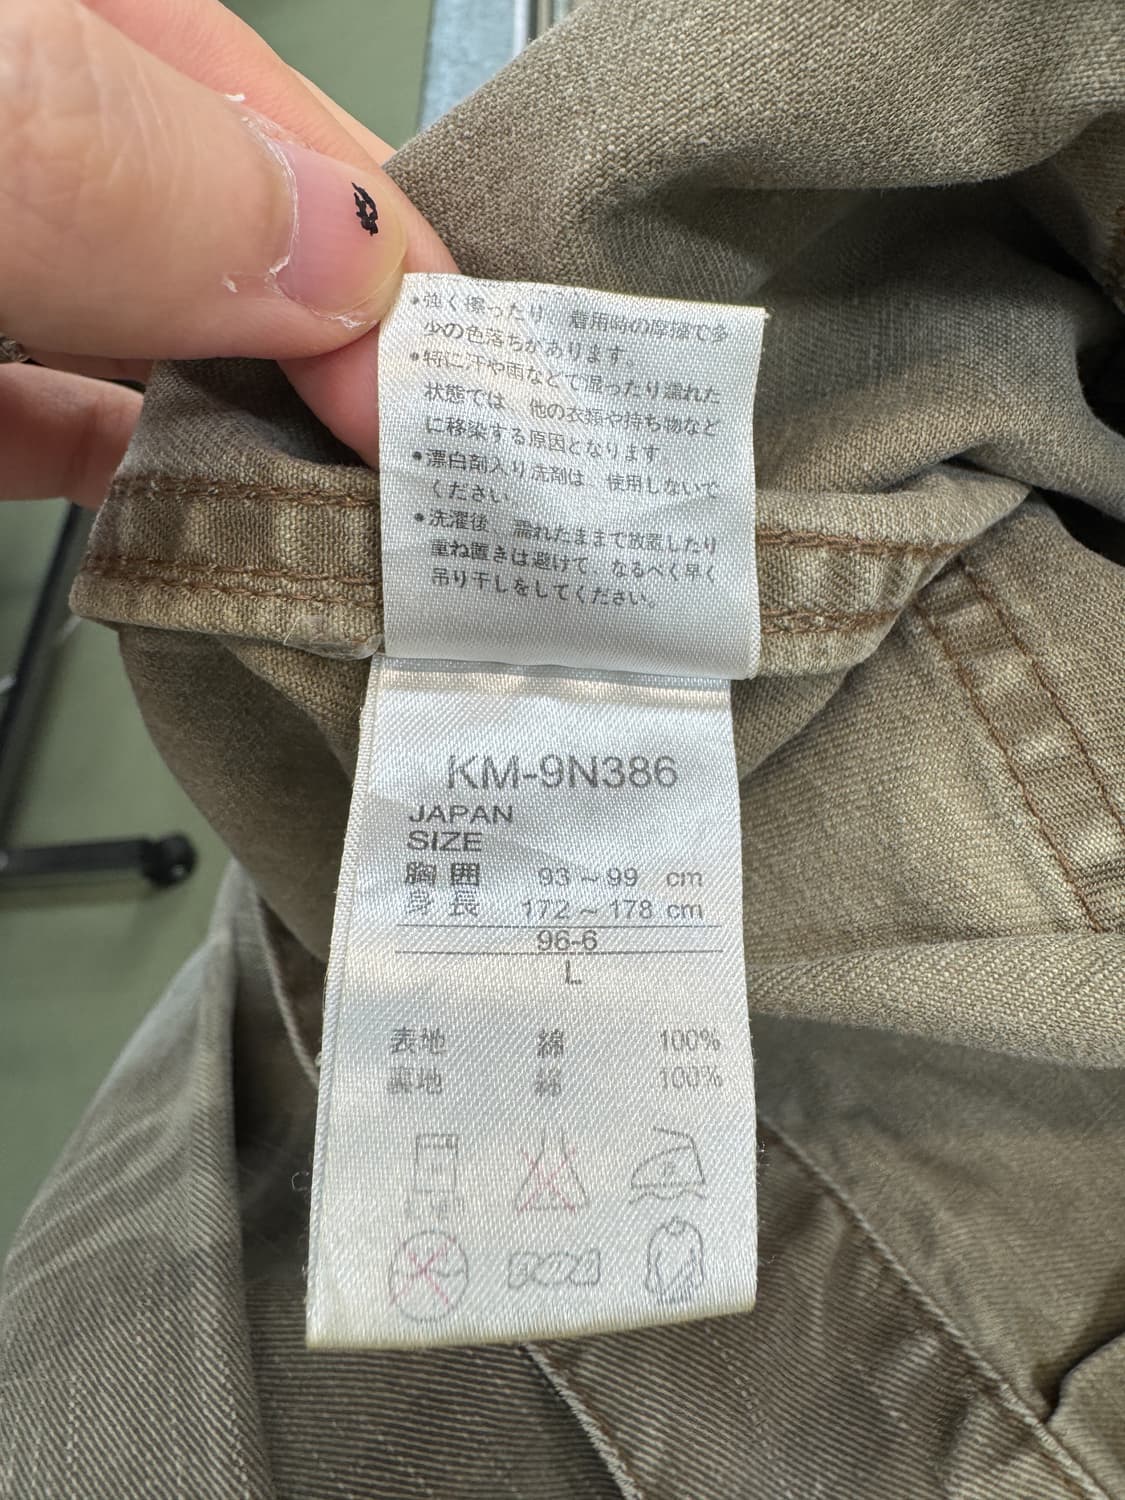 •強く擦ったり 着用時の摩擦で多
少の色落ちがあります。
•特に汗や雨などで湿ったり濡れた
状態では 他の衣類や持ち物など
に移染する原因となります
•漂白剤入り洗剤は 使用しないで
ください。
•洗濯後 濡れたままで放置したり
重ね置きは避けて なるべく早く
吊り干しをしてください。
KM-9N386
JAPAN
SIZE
胸囲 93~99 cm
身長 172~178 cm
96-6
L
表地 綿 100%
裏地 綿 100%